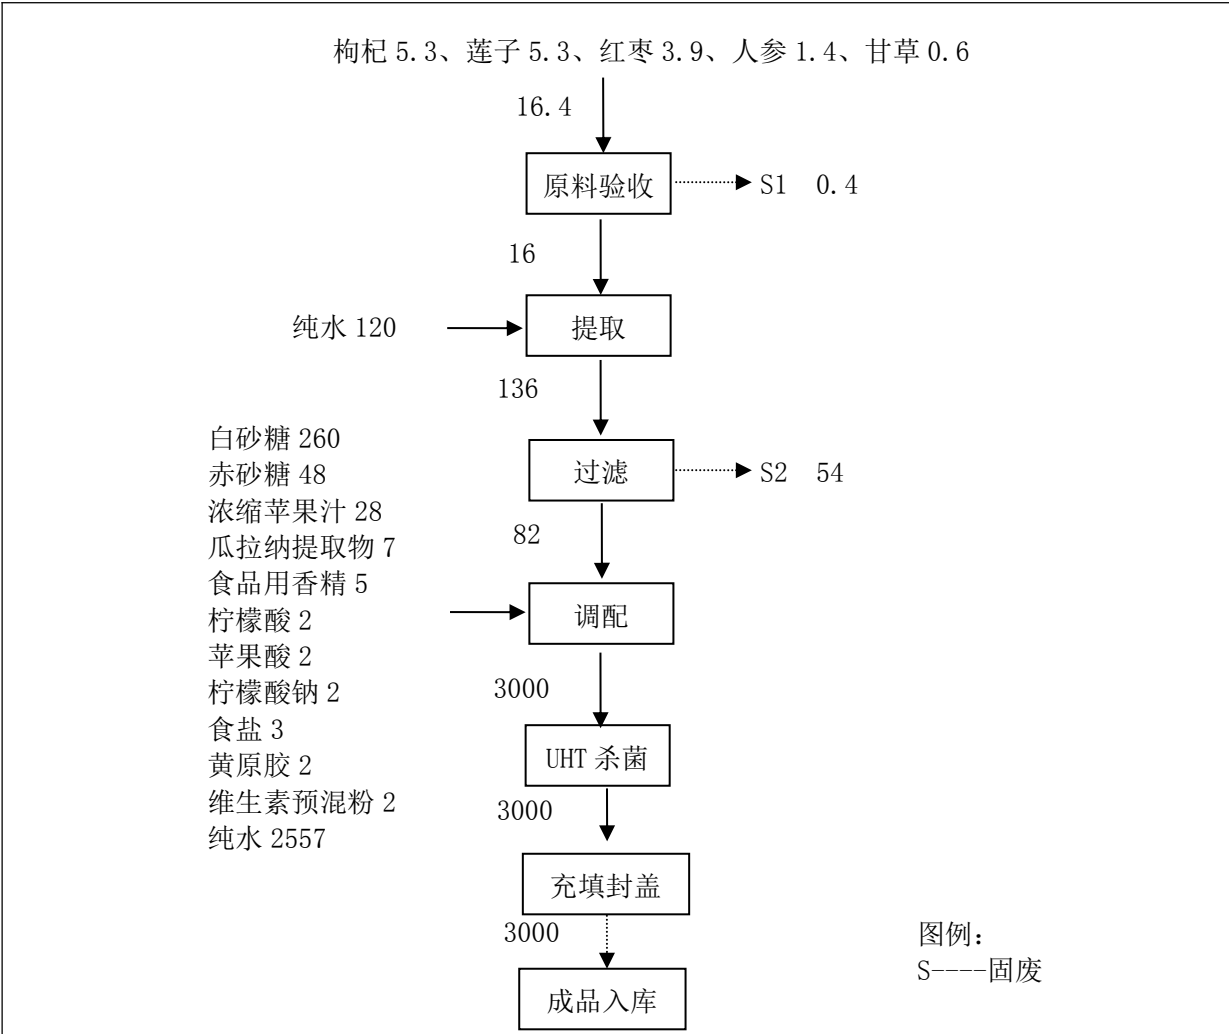 枸杞 5.3、莲子 5.3、红枣 3.9、人参 1.4、甘草 0.6
16.4
原料验收
S1 0.4
16
纯水 120
提取
136
白砂糖 260
赤砂糖 48
浓缩苹果汁 28
瓜拉纳提取物 7
食品用香精 5
柠檬酸 2
苹果酸 2
柠檬酸钠 2
食盐 3
黄原胶 2
维生素预混粉 2
纯水 2557
过滤
S2 54
82
调配
3000
UHT 杀菌
3000
充填封盖
3000
成品入库
图例：
S----固废